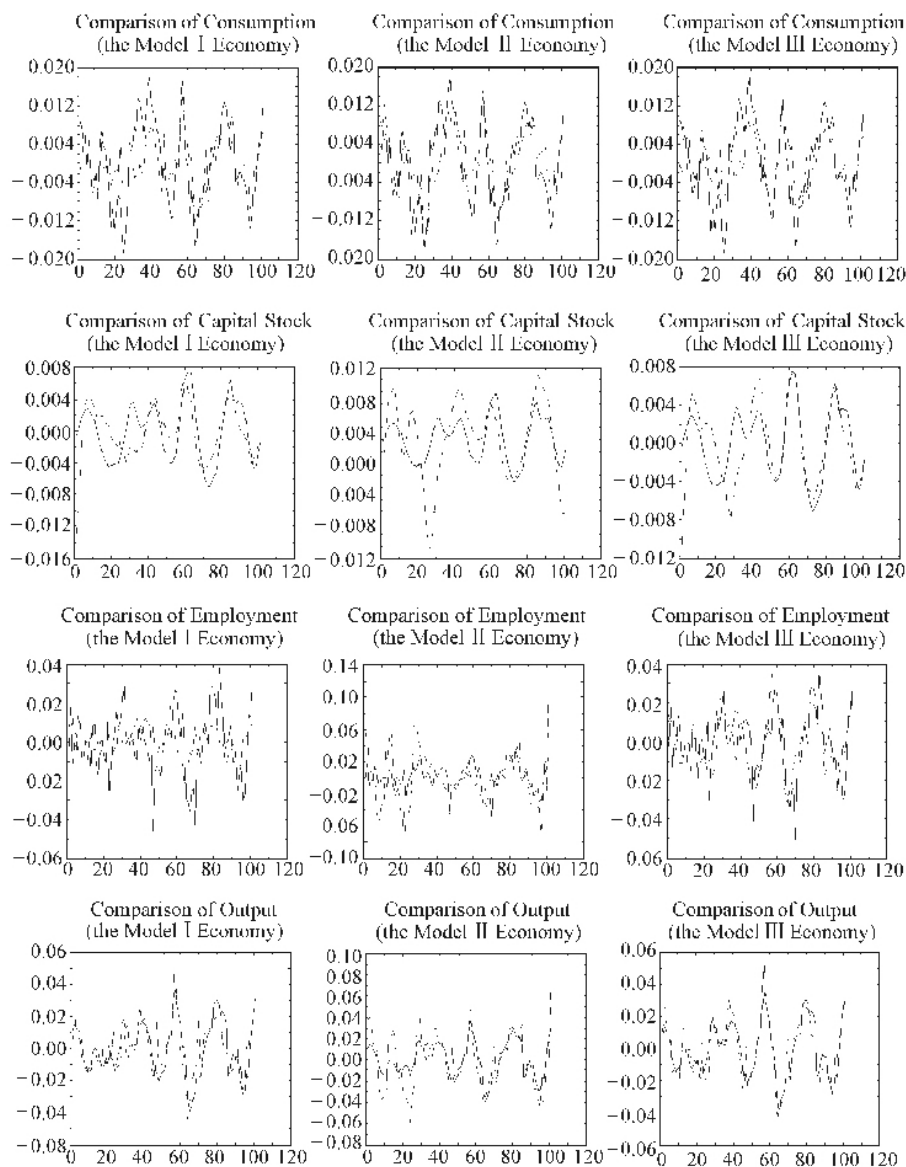 Comparison of Consumption
(the Model I Economy)
0.020
0.012
0.004
−0.004
−0.012
−0.020
0 20 40 60 80 100 120
Comparison of Consumption
(the Model II Economy)
0.020
0.012
0.004
−0.004
−0.012
−0.020
0 20 40 60 80 100 120
Comparison of Consumption
(the Model III Economy)
0.020
0.012
0.004
−0.004
−0.012
−0.020
0 20 40 60 80 100 120
Comparison of Capital Stock
(the Model I Economy)
0.008
0.004
0.000
−0.004
−0.008
−0.012
−0.016
0 20 40 60 80 100 120
Comparison of Capital Stock
(the Model II Economy)
0.012
0.008
0.004
0.000
−0.004
−0.008
−0.012
0 20 40 60 80 100 120
Comparison of Capital Stock
(the Model III Economy)
0.008
0.004
0.000
−0.004
−0.008
−0.012
0 20 40 60 80 100 120
Comparison of Employment
(the Model I Economy)
0.04
0.02
0.00
0.02
−0.04
−0.06
0 20 40 60 80 100 120
Comparison of Employment
(the Model II Economy)
0.14
0.10
0.06
0.02
−0.02
0.06
−0.10
0 20 40 60 80 100 120
Comparison of Employment
(the Model III Economy)
0.04
0.02
0.00
0.02
−0.04
0.06
0 20 40 60 80 100 120
Comparison of Output
(the Model I Economy)
0.06
0.04
0.02
0.00
−0.02
−0.04
−0.08
0 20 40 60 80 100 120
Comparison of Output
(the Model II Economy)
0.10
0.08
0.06
0.04
0.02
0.00
−0.02
−0.04
−0.06
−0.08
0 20 40 60 80 100 120
Comparison of Output
(the Model III Economy)
0.06
0.04
0.02
0.00
−0.02
−0.04
−0.06
0 20 40 60 80 100 120